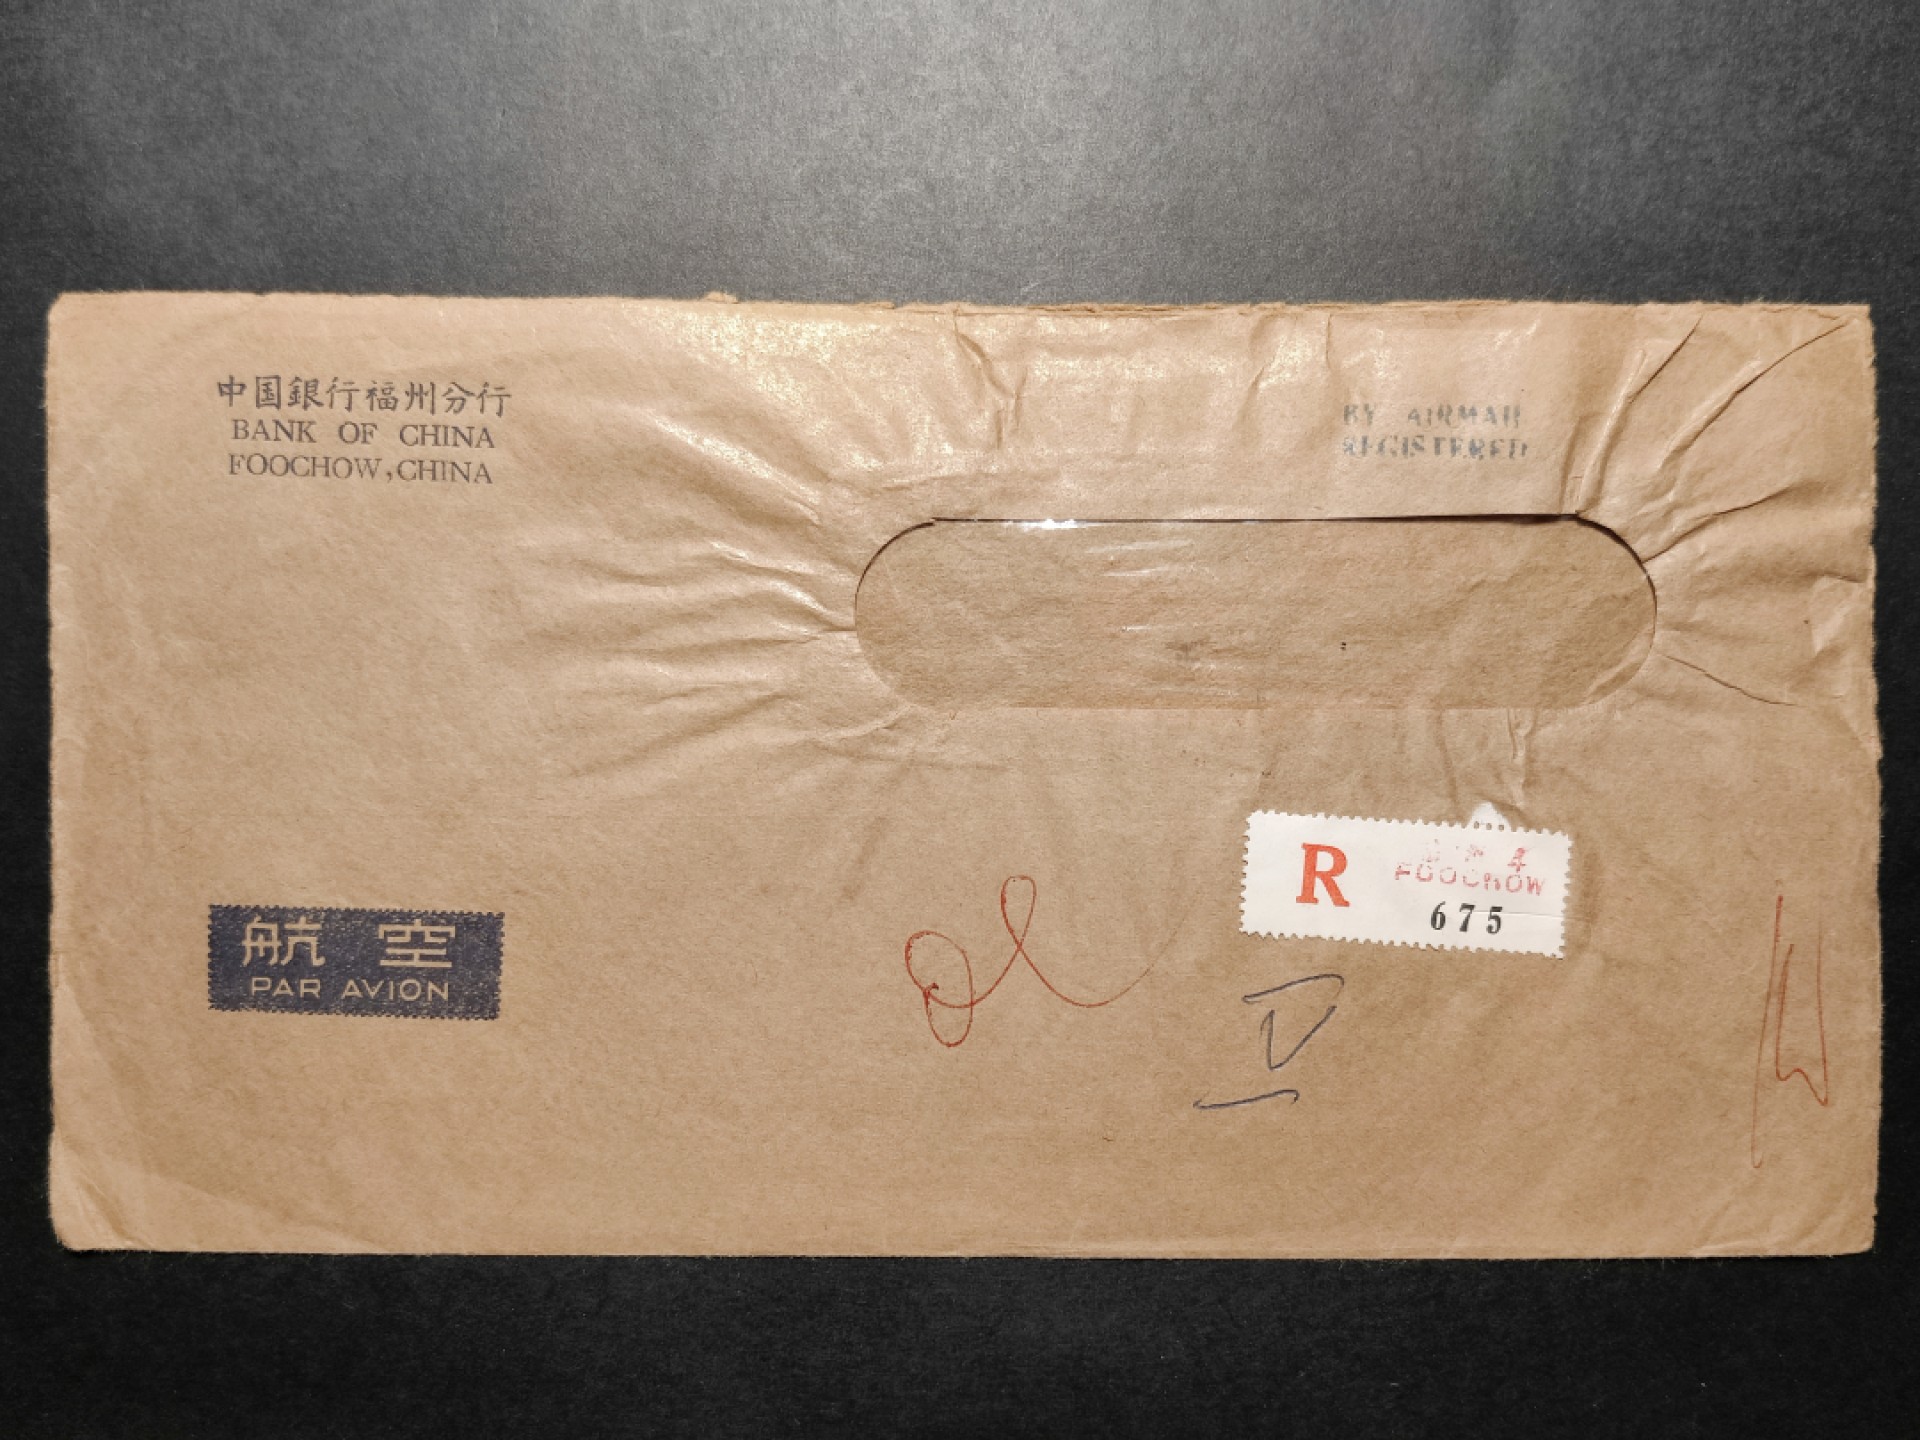 中国銀行福州分行
BANK OF CHINA
FOOCHOW, CHINA
BY AIRMAIL
REGISTERED
R
FOOCHOW
675
航空
PAR AVION